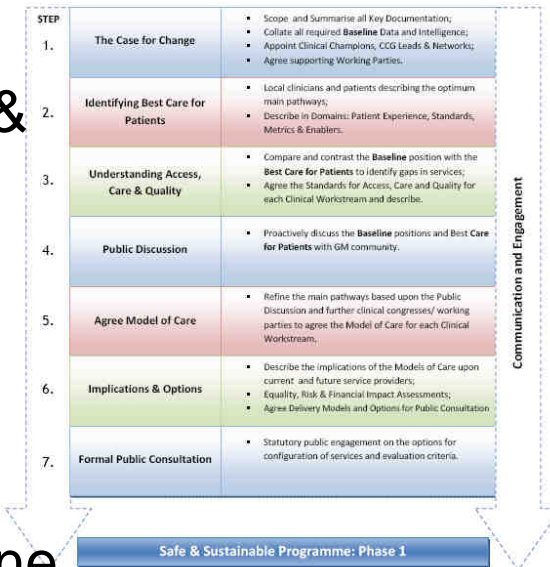 STEP
1.
The Case for Change
▪ Scope and Summarise all Key Documentation;
▪ Collate all required Baseline Data and Intelligence;
▪ Appoint Clinical Champions, CCG Leads & Networks;
▪ Agree supporting Working Parties.
&
2.
Identifying Best Care for
Patients
▪ Local clinicians and patients describing the optimum
main pathways;
▪ Describe in Domains: Patient Experience, Standards,
Metrics & Enablers.
3.
Understanding Access,
Care & Quality
▪ Compare and contrast the Baseline position with the
Best Care for Patients to identify gaps in services;
▪ Agree the Standards for Access, Care and Quality for
each Clinical Workstream and describe.
4.
Public Discussion
▪ Proactively discuss the Baseline positions and Best Care
for Patients with GM community.
5.
Agree Model of Care
▪ Refine the main pathways based upon the Public
Discussion and further clinical congresses/ working
parties to agree the Model of Care for each Clinical
Workstream.
6.
Implications & Options
▪ Describe the implications of the Models of Care upon
current and future service providers;
▪ Equality, Risk & Financial Impact Assessments;
▪ Agree Delivery Models and Options for Public Consultation
7.
Formal Public Consultation
▪ Statutory public engagement on the options for
configuration of services and evaluation criteria.
Communication and Engagement
Safe & Sustainable Programme: Phase 1